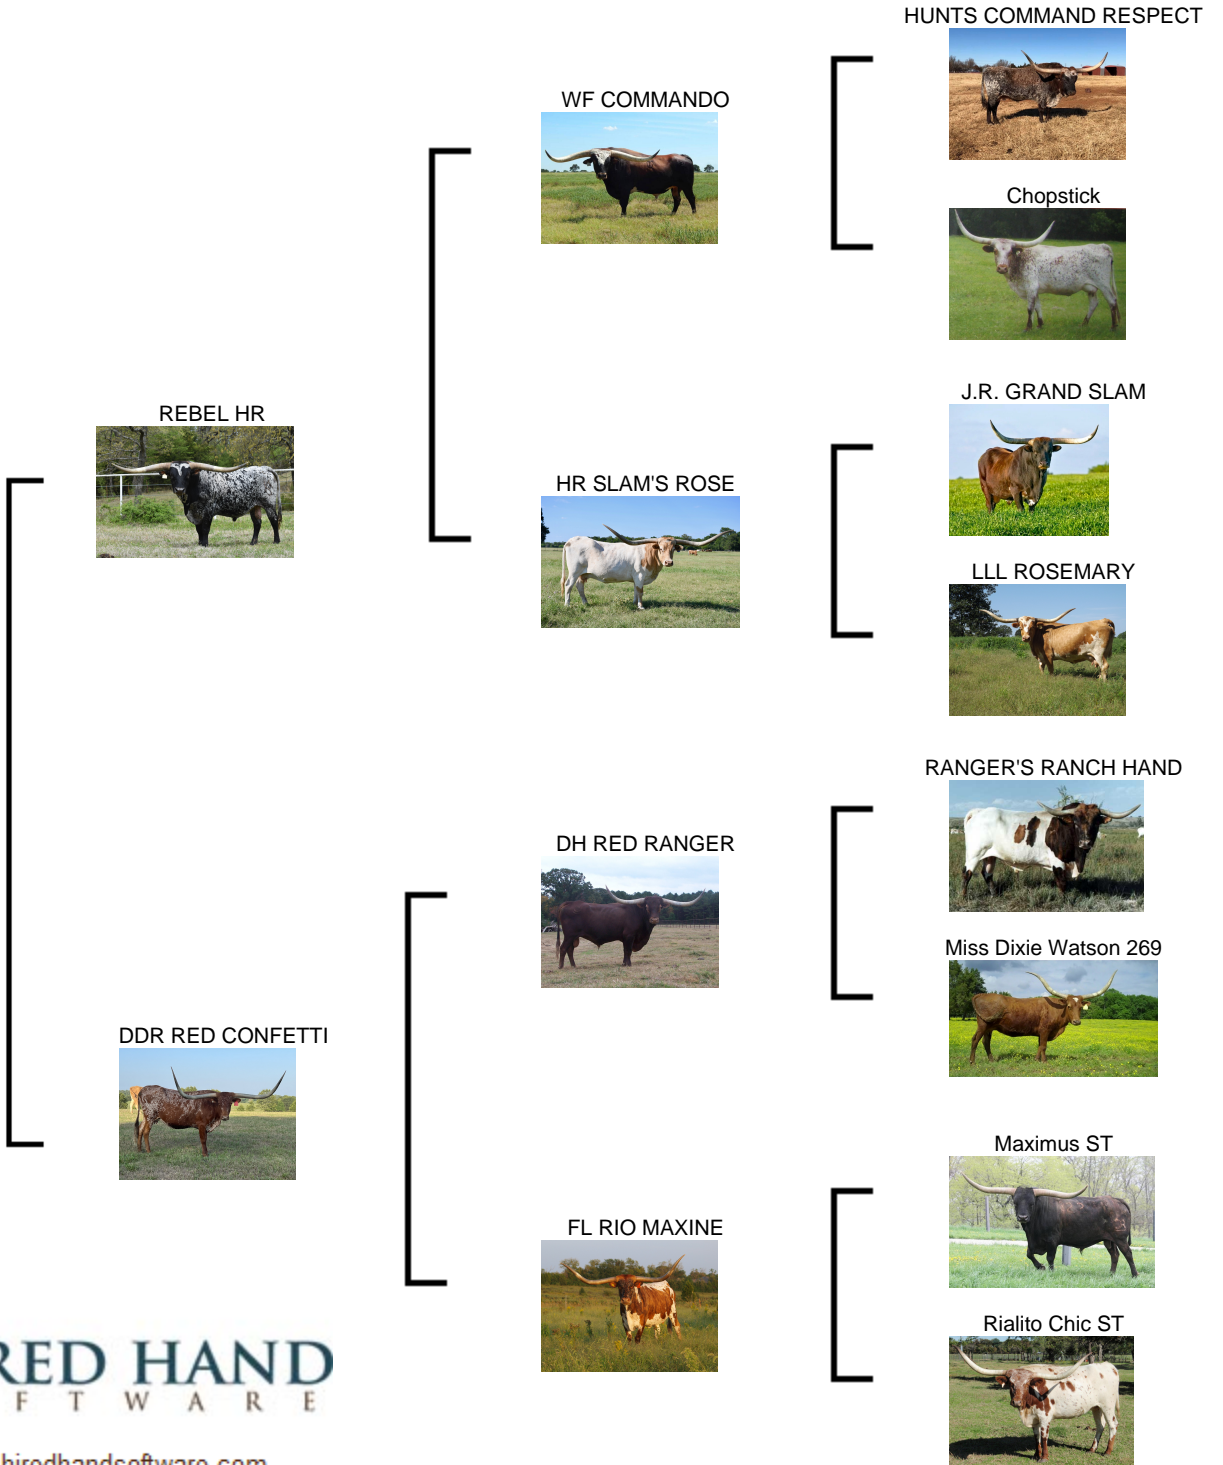 HUNTS COMMAND RESPECT
WF COMMANDO
Chopstick
J.R. GRAND SLAM
REBEL HR
HR SLAM'S ROSE
LLL ROSEMARY
RANGER'S RANCH HAND
DH RED RANGER
Miss Dixie Watson 269
DDR RED CONFETTI
Maximus ST
FL RIO MAXINE
Rialito Chic ST
RED HAND
F T W A R E
hiredhandsoftware.com